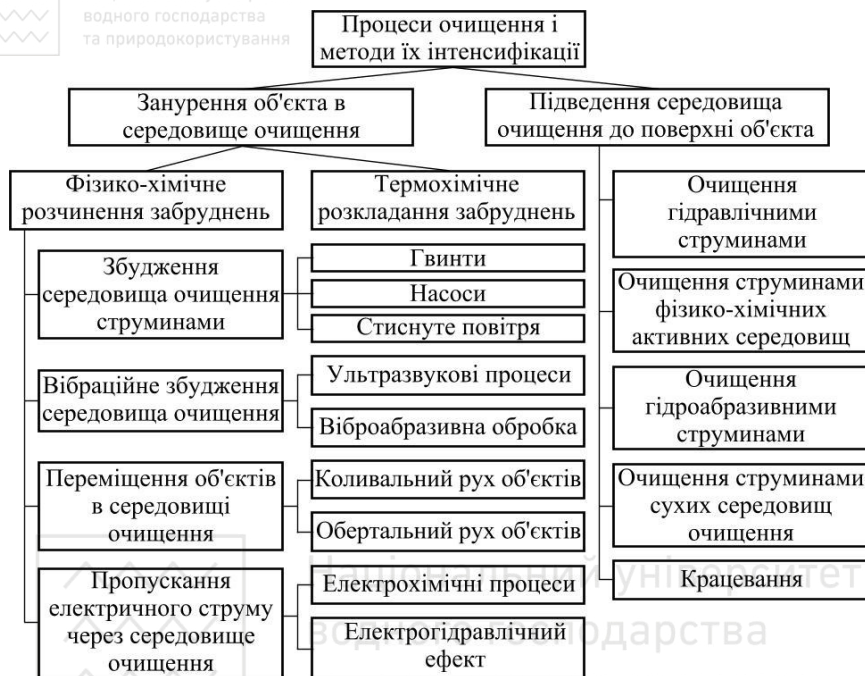 водного господарства
та природокористування
Процеси очищення і
методи їх інтенсифікації
Занурення об'єкта в
середовище очищення
Підведення середовища
очищення до поверхні об'єкта
Фізико-хімічне
розчинення забруднень
Термохімічне
розкладання забруднень
Збудження
середовища очищення
струминами
Гвинти
Насоси
Стиснуте повітря
Вібраційне збудження
середовища очищення
Ультразвукові процеси
Віброабразивна обробка
Переміщення об'єктів
в середовищі
очищення
Коливальний рух об'єктів
Обертальний рух об'єктів
Пропускання
електричного струму
через середовище
очищення
Електрохімічні процеси
Електрогідравлічний
ефект
Очищення
гідравлічними
струминами
Очищення струминами
фізико-хімічних
активних середовищ
Очищення
гідроабразивними
струминами
Очищення струминами
сухих середовищ
очищення
Крацевання
Національний університет
водного господарства